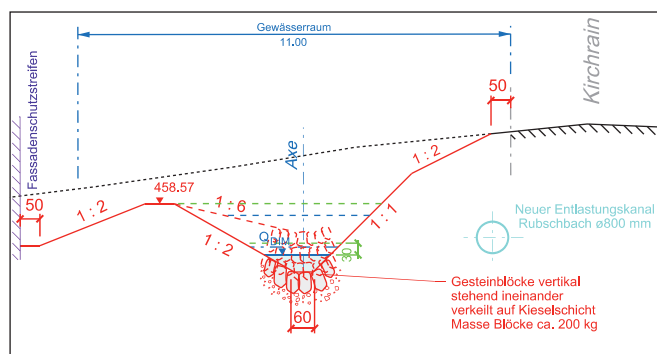 Gewässerraum
11.00
Kirchrain
Fassadenschutzstreifen
50
Axe
1:2
458.57
1:6
50
1:2
1:2
1:1
30
Neuer Entlastungskanal
Rubschbach ø800 mm
60
Gesteinblöcke vertikal
stehend ineinander
verkeilt auf Kieselschicht
Masse Blöcke ca. 200 kg